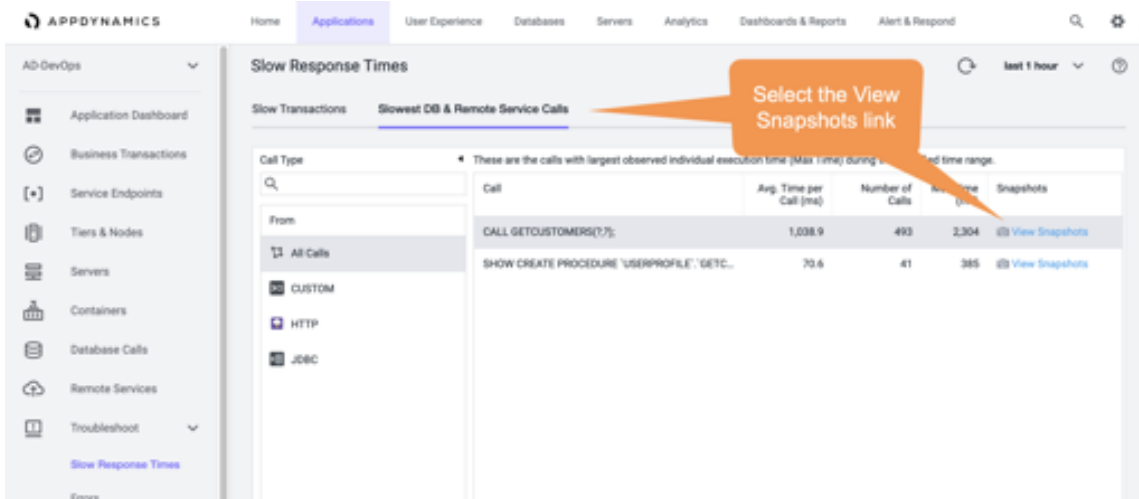 APPDYNAMICS
Home Applications User Experience Databases Servers Analytics Dashboards & Reports Alert & Respond
AD-DevOps
Slow Response Times
last 1 hour
Select the View
Snapshots link
Slow Transactions Slowest DB & Remote Service Calls
Application Dashboard
Business Transactions
Service Endpoints
Tiers & Nodes
Servers
Containers
Database Calls
Remote Services
Troubleshoot
Slow Response Times
Errors
Call Type
From
All Calls
CUSTOM
HTTP
JDBC
These are the calls with largest observed individual execution time (Max Time) during time range.
Call Avg. Time per Call (ms) Number of Calls Snapshots
CALL GETCUSTOMERS(?,?); 1,038.9 493 2,304 View Snapshots
SHOW CREATE PROCEDURE `USERPROFILE`.`GETC... 70.6 41 385 View Snapshots